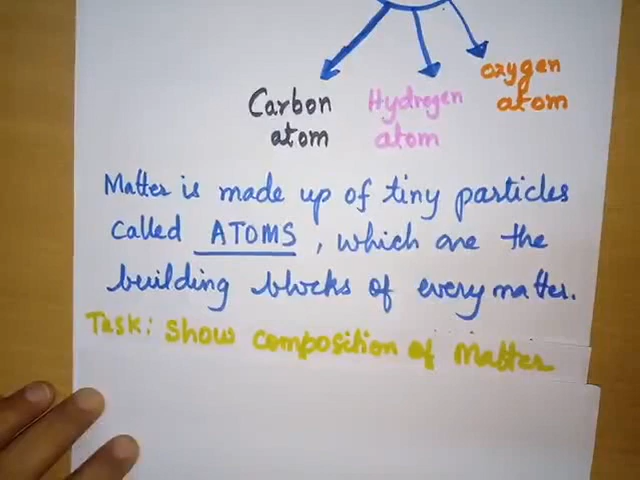 Carbon atom
Hydrogen atom
Oxygen atom
Matter is made up of tiny particles
called ATOMS, which are the
building blocks of every matter.
Task: Show composition of Matter